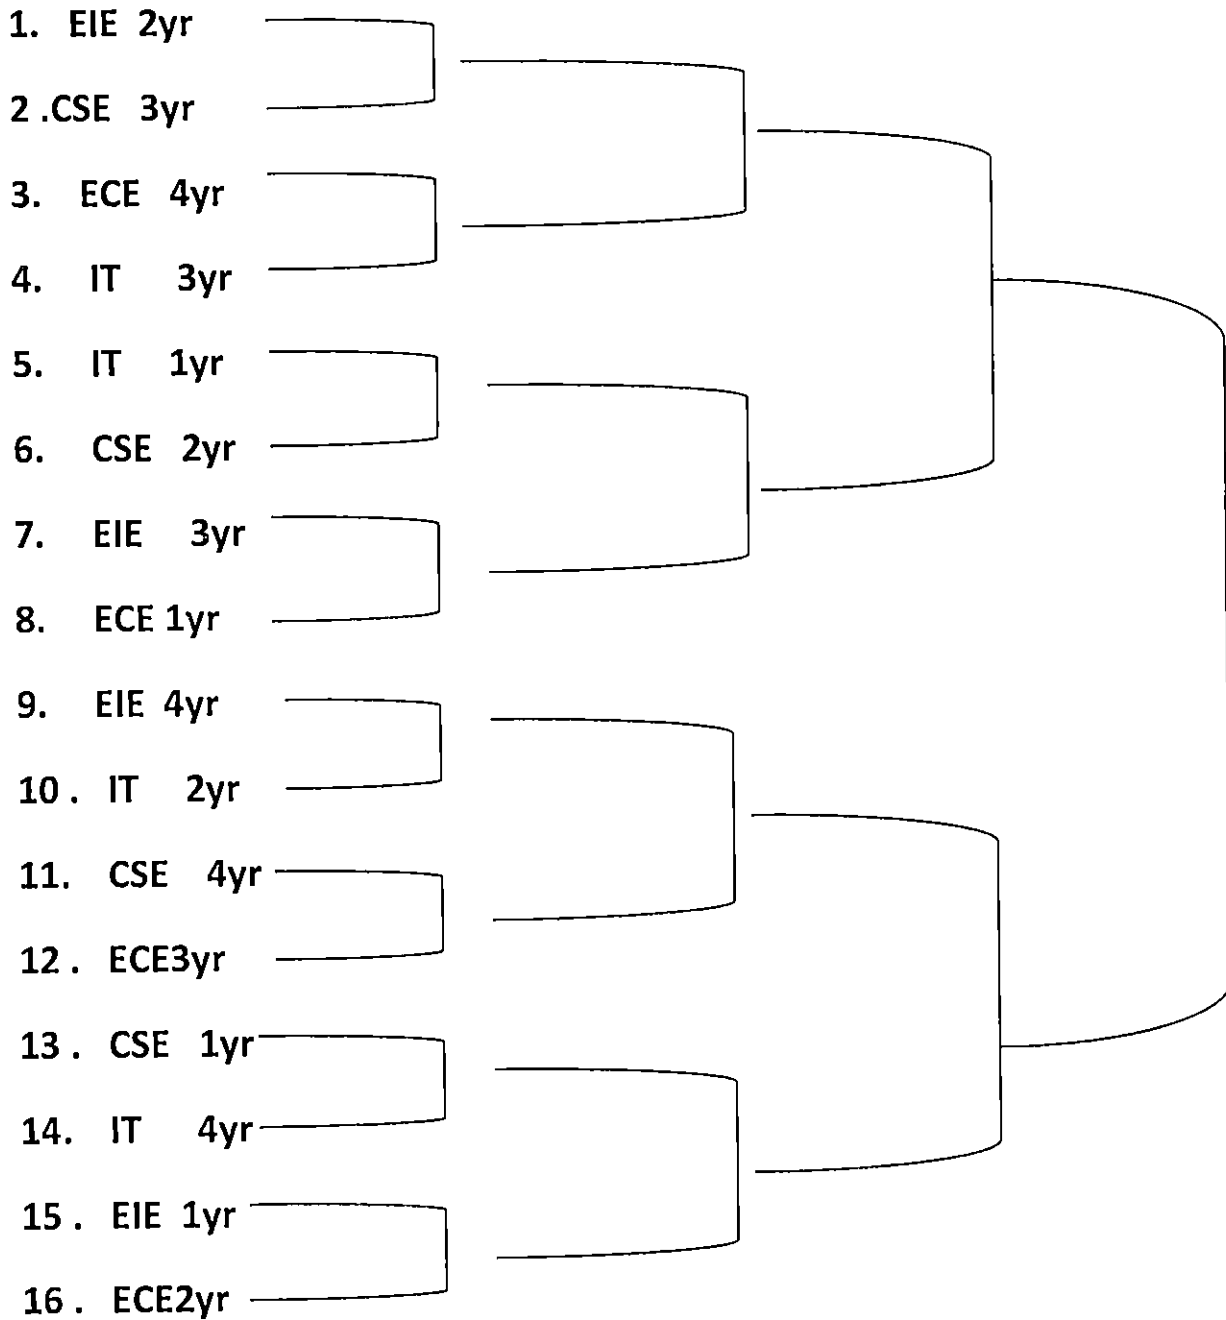 1. EIE 2yr
2 .CSE 3yr
3. ECE 4yr
4. IT 3yr
5. IT 1yr
6. CSE 2yr
7. EIE 3yr
8. ECE 1yr
9. EIE 4yr
10 . IT 2yr
11. CSE 4yr
12 . ECE3yr
13 . CSE 1yr
14. IT 4yr
15 . EIE 1yr
16 . ECE2yr